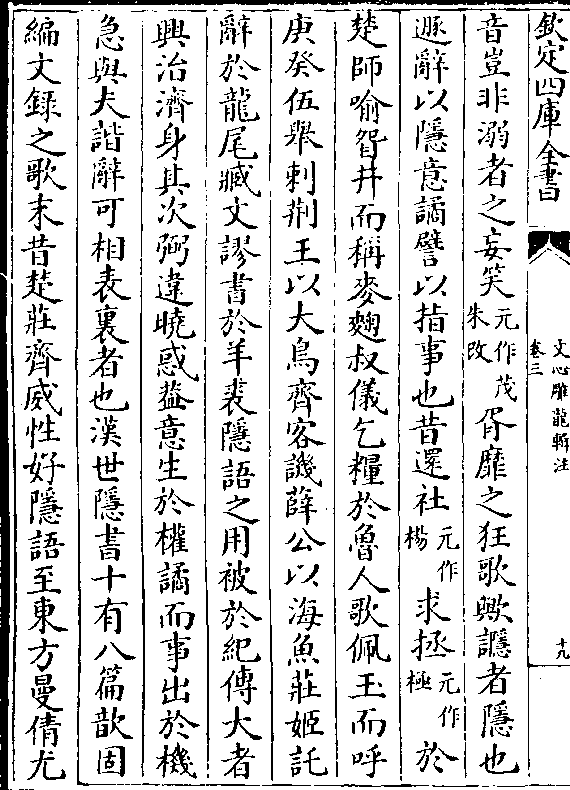 欽定四庫全書
文心雕龍輯注
卷三
十九
音豈非溺者之妄笑元作茂朱改胥靡之狂歌歟讔者隱也
遯辭以隱意譎譬以指事也昔還社元作楊求拯元作極於
楚師喻眢井而稱麥麴叔儀乞糧於魯人歌佩玉而呼
庚癸伍舉刺荆王以大鳥齊客譏薛公以海魚莊姬託
辭於龍尾臧文謬書於羊裘隱語之用被於紀傳大者
興治濟身其次弼違曉惑葢意生於權譎而事出於機
急與夫諧辭可相表裏者也漢世隱書十有八篇歆固
編文録之歌末昔楚莊齊威性好隱語至東方曼倩尤